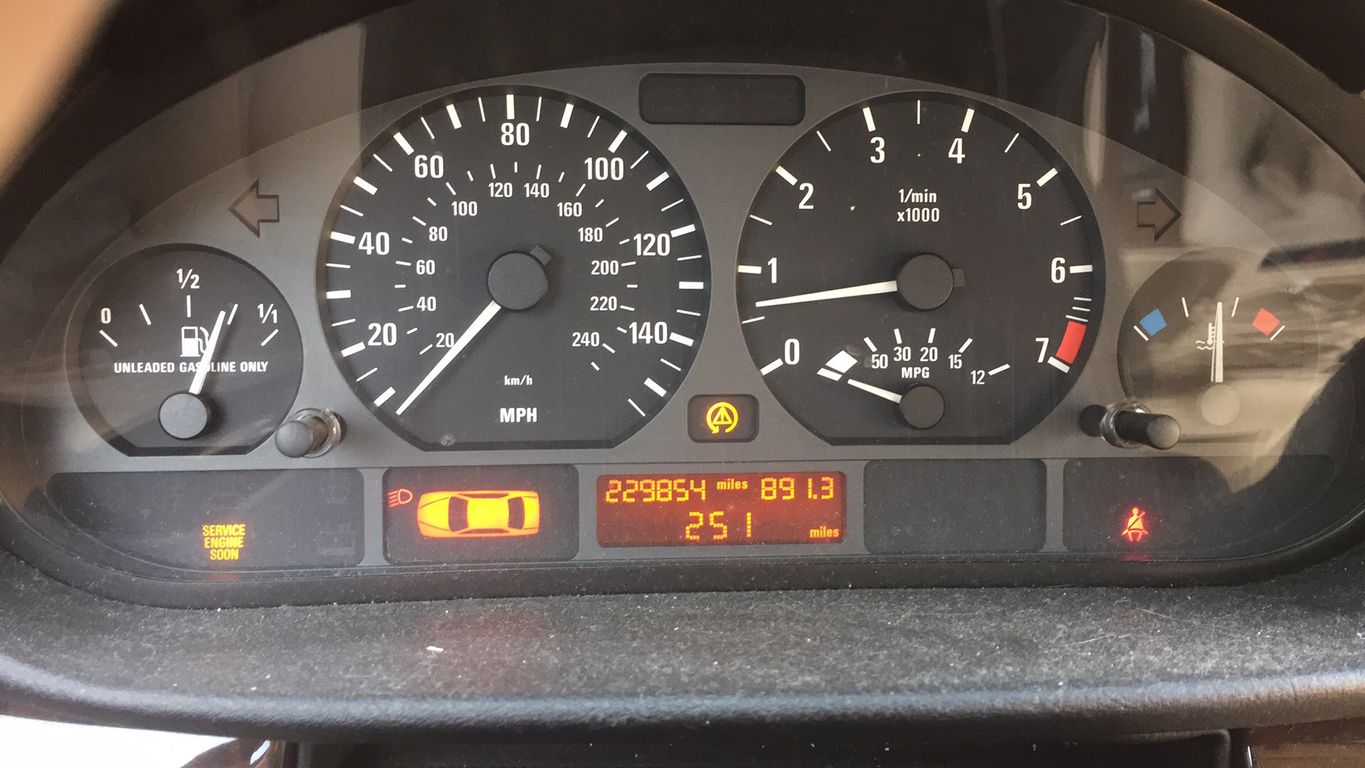 0 1/2 1/1
UNLEADED GASOLINE ONLY
20 40 60 80 100 120 140
20 40 60 80 100 120 140 160 180 200 220 240
km/h
MPH
0 1 2 3 4 5 6 7
1/min
x1000
50 30 20 15 12
MPG
SERVICE
ENGINE
SOON
229854 miles 891.3
251 miles